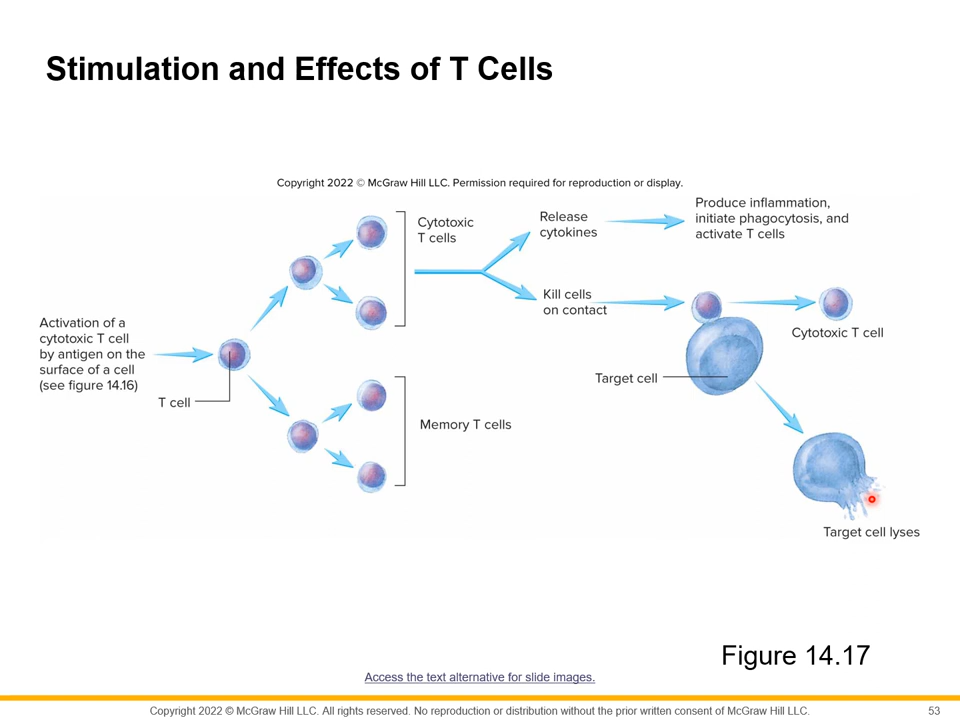 Stimulation and Effects of T Cells
Copyright 2022 © McGraw Hill LLC. Permission required for reproduction or display.
Activation of a
cytotoxic T cell
by antigen on the
surface of a cell
(see figure 14.16)
T cell
Cytotoxic
T cells
Memory T cells
Release
cytokines
Produce inflammation,
initiate phagocytosis, and
activate T cells
Kill cells
on contact
Cytotoxic T cell
Target cell
Target cell lyses
Figure 14.17
Access the text alternative for slide images.
Copyright 2022 © McGraw Hill LLC. All rights reserved. No reproduction or distribution without the prior written consent of McGraw Hill LLC.
53